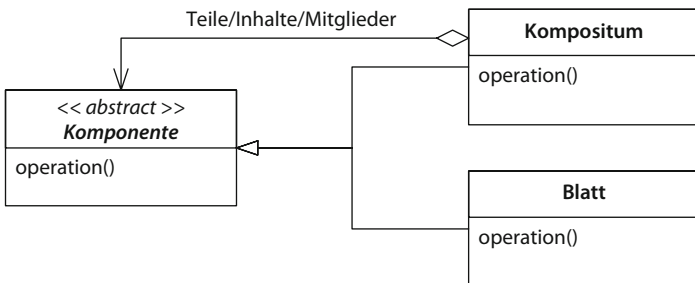 Teile/Inhalte/Mitglieder
Kompositum
operation()
<< abstract >>
Komponente
operation()
Blatt
operation()